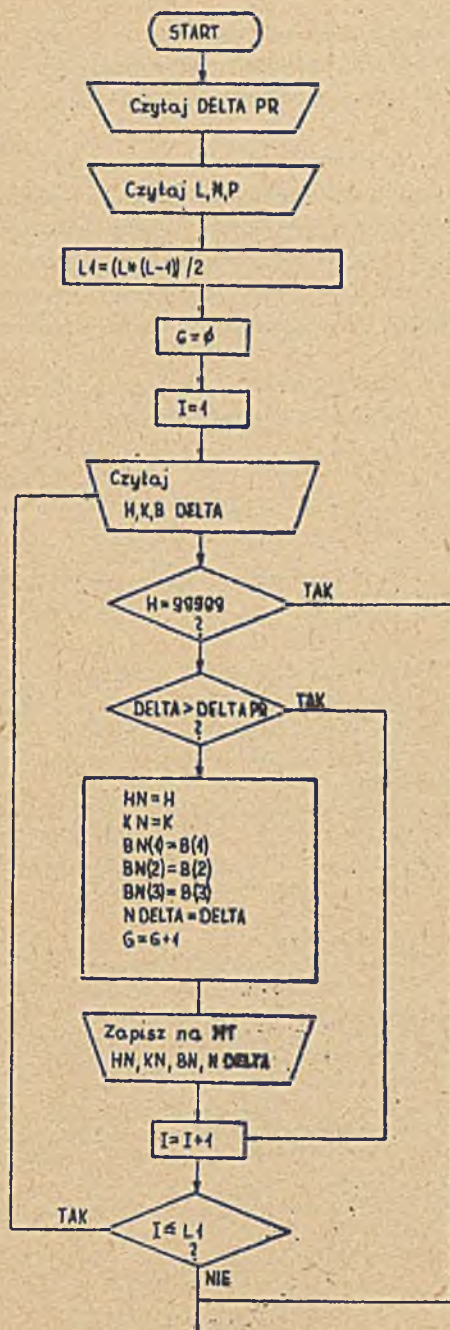 START
Czytaj DELTA PR
Czytaj L,N,P
L1=(L*(L-1))/2
G=ø
I=1
Czytaj
H,K,B DELTA
H=99999
?
TAK
DELTA>DELTA PR
?
TAK
HN=H
KN=K
BN(1)=B(1)
BN(2)=B(2)
BN(3)=B(3)
N DELTA=DELTA
G=G+1
Zapisz na MT
HN, KN, BN, N DELTA
I=I+1
I≤L1
?
TAK
NIE